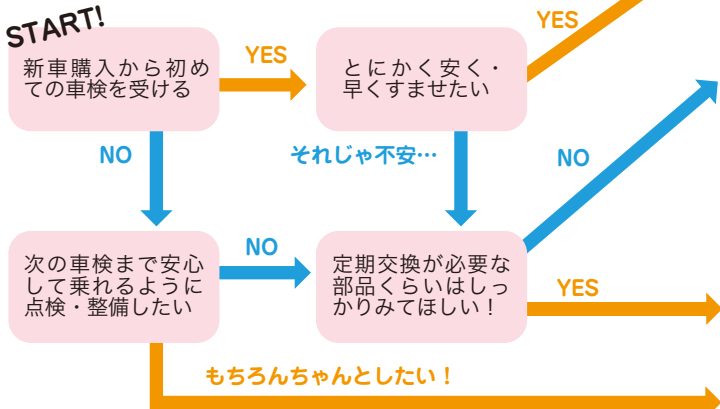 START!
新車購入から初め
ての車検を受ける
YES
とにかく安く・
早くすませたい
YES
NO
それじゃ不安…
NO
次の車検まで安心
して乗れるように
点検・整備したい
NO
定期交換が必要な
部品くらいはしっ
かりみてほしい！
YES
もちろんちゃんとしたい！